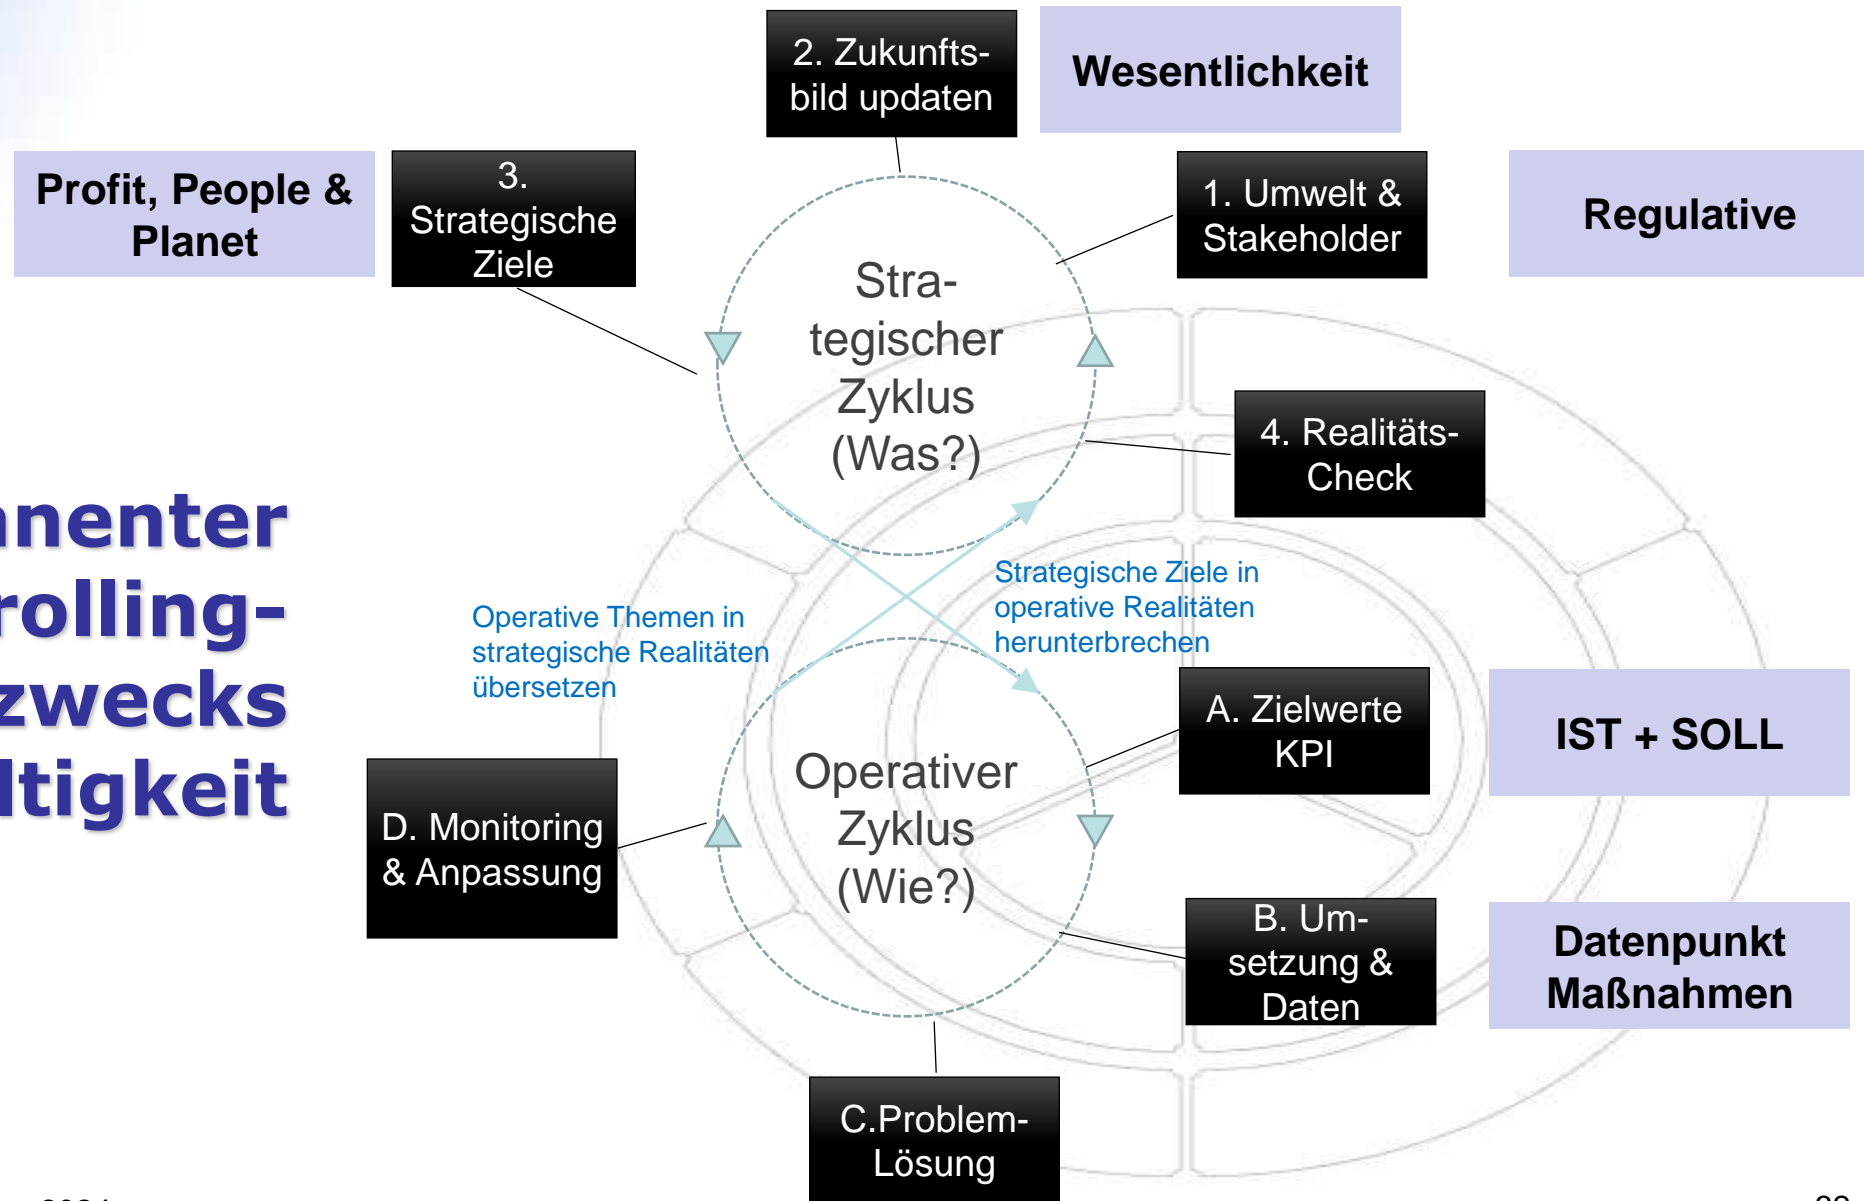 2. Zukunfts-
bild updaten
Wesentlichkeit
Profit, People &
Planet
3.
Strategische
Ziele
1. Umwelt &
Stakeholder
Regulative
Stra-
tegischer
Zyklus
(Was?)
4. Realitäts-
Check
nenter
rolling-
zwecks
ltigkeit
Operative Themen in
strategische Realitäten
übersetzen
Strategische Ziele in
operative Realitäten
herunterbrechen
A. Zielwerte
KPI
IST + SOLL
Operativer
Zyklus
(Wie?)
D. Monitoring
& Anpassung
B. Um-
setzung &
Daten
Datenpunkt
Maßnahmen
C.Problem-
Lösung